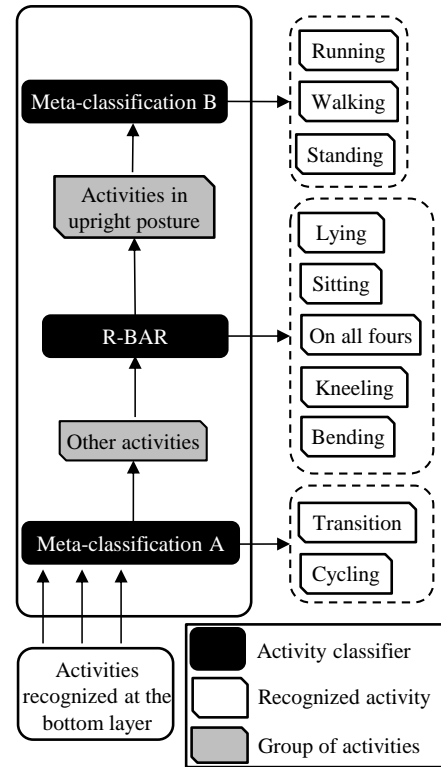 Running
Meta-classification B
Walking
Standing
Activities in
upright posture
Lying
Sitting
R-BAR
On all fours
Kneeling
Other activities
Bending
Transition
Meta-classification A
Cycling
Activities
recognized at the
bottom layer
Activity classifier
Recognized activity
Group of activities